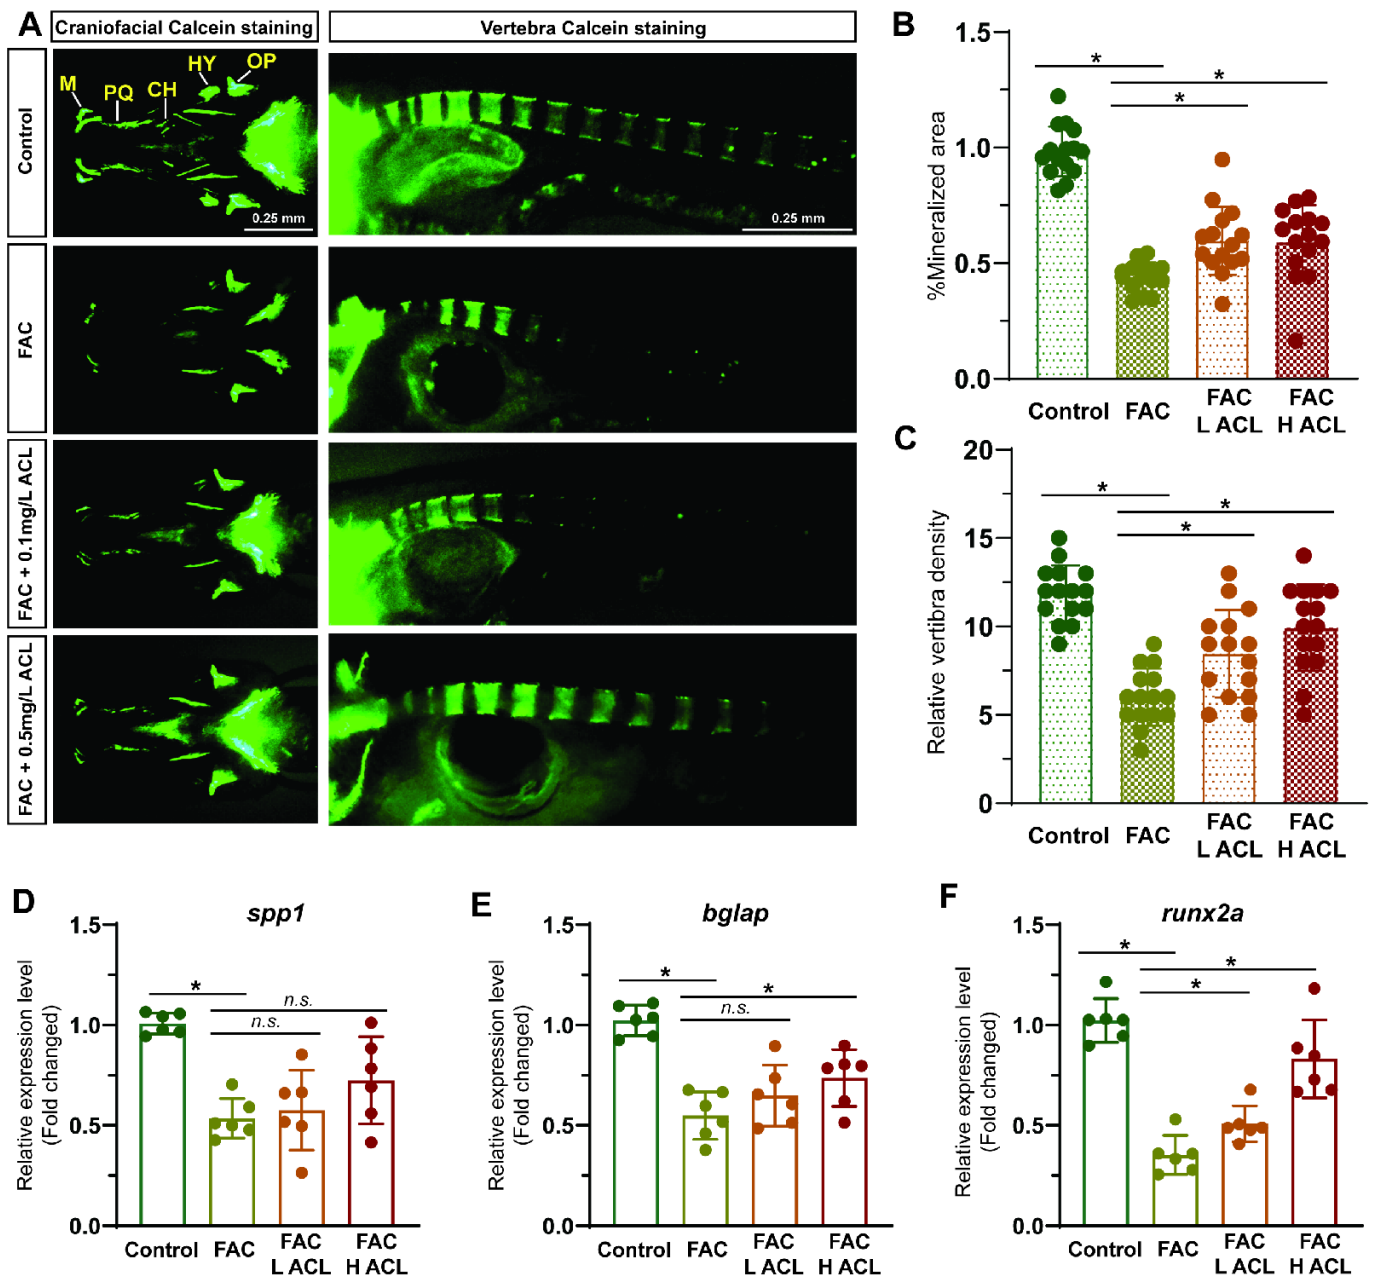 A
Craniofacial Calcein staining
Vertebra Calcein staining
Control
M
PQ
CH
HY
OP
0.25 mm
0.25 mm
FAC
FAC + 0.1mg/L ACL
FAC + 0.5mg/L ACL
B
%Mineralized area
1.5
1.0
0.5
0.0
*
*
*
Control
FAC
FAC
L ACL
FAC
H ACL
C
Relative vertibra density
20
15
10
5
0
*
*
*
Control
FAC
FAC
L ACL
FAC
H ACL
D
spp1
Relative expression level
(Fold changed)
1.5
1.0
0.5
0.0
*
n.s.
n.s.
Control
FAC
FAC
L ACL
FAC
H ACL
E
bglap
Relative expression level
(Fold changed)
1.5
1.0
0.5
0.0
*
*
n.s.
Control
FAC
FAC
L ACL
FAC
H ACL
F
runx2a
Relative expression level
(Fold changed)
1.5
1.0
0.5
0.0
*
*
*
Control
FAC
FAC
L ACL
FAC
H ACL